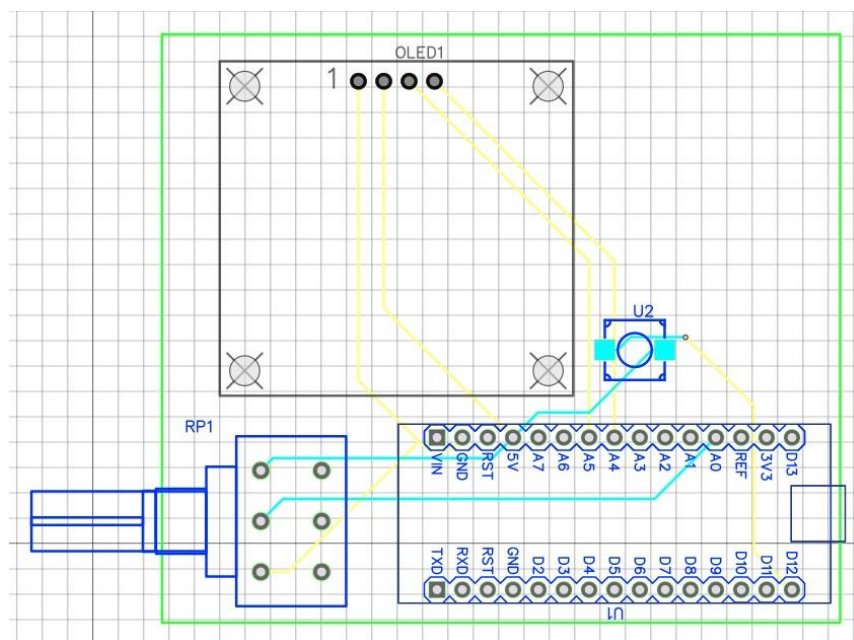 OLED1
1
U2
RP1
VIN GND RST 5V A7 A6 A5 A4 A3 A2 A1 A0 REF 3V3 D13
TXD RXD RST GND D2 D3 D4 D5 D6 D7 D8 D9 D10 D11 D12
U1